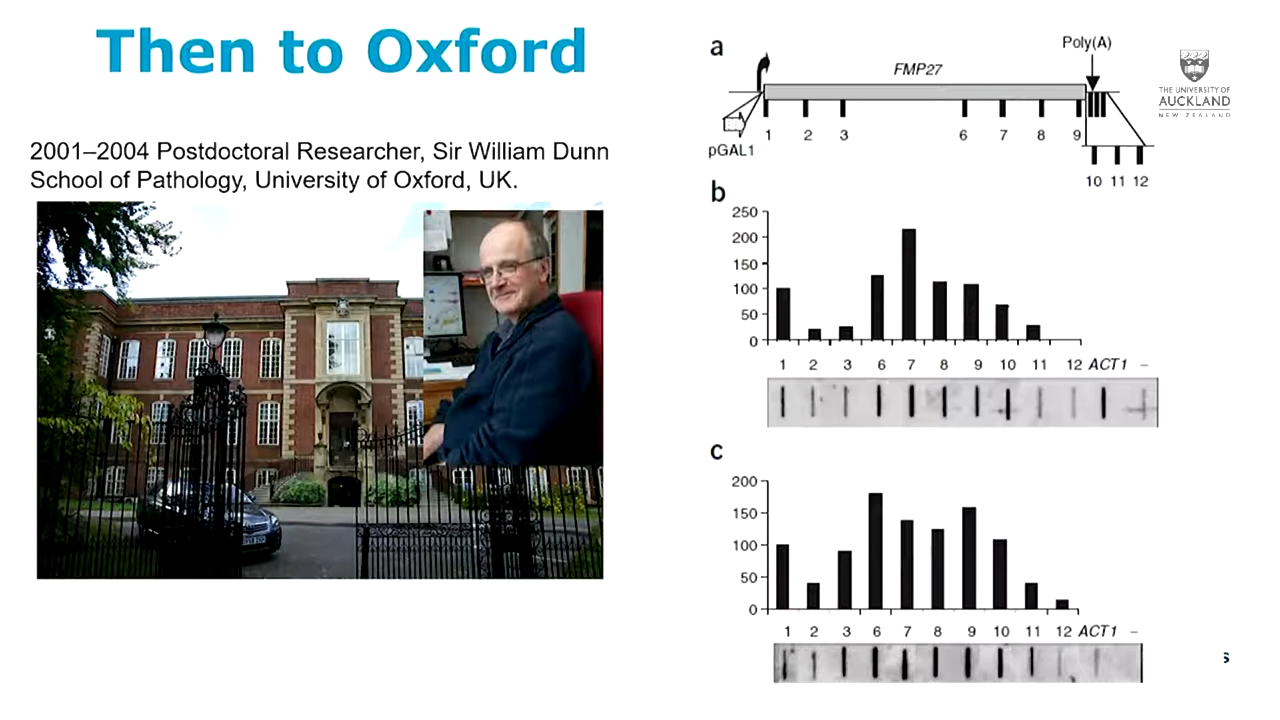 Then to Oxford
2001–2004 Postdoctoral Researcher, Sir William Dunn
School of Pathology, University of Oxford, UK.
a
Poly(A)
FMP27
THE UNIVERSITY OF
AUCKLAND
NEW ZEALAND
1 2 3 6 7 8 9
pGAL1
10 11 12
b
250
200
150
100
50
0
1 2 3 6 7 8 9 10 11 12 ACT1 –
c
200
150
100
50
0
1 2 3 6 7 8 9 10 11 12 ACT1 –
s